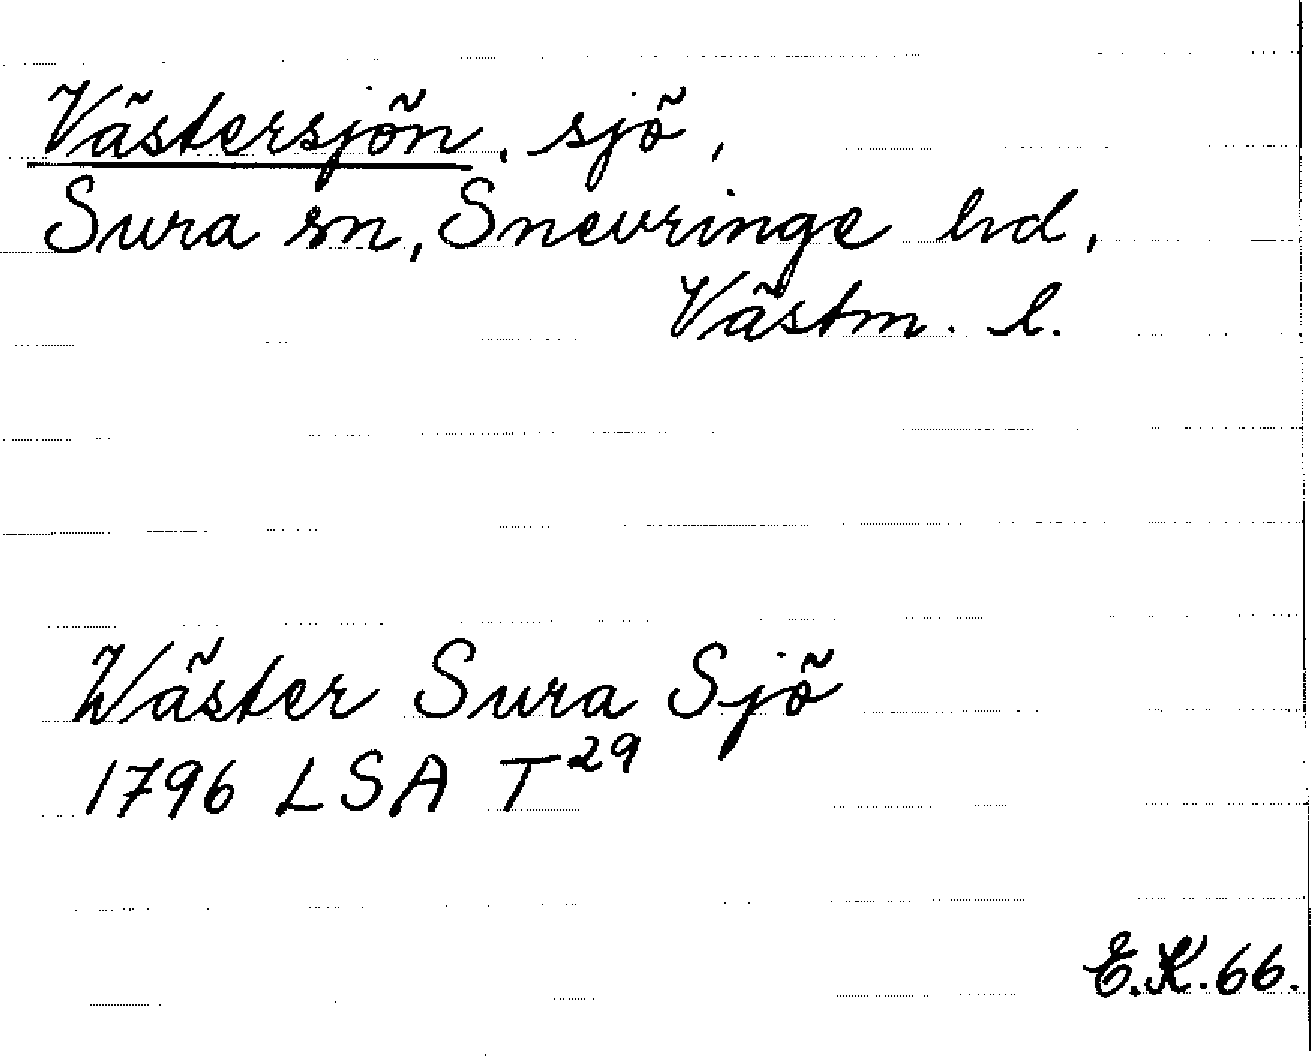 Västersjön, sjö,
Sura sn, Snevringe hd,
Västm. l.
Wäster Sura Sjö
1796 LSA T29
E.K. 66.